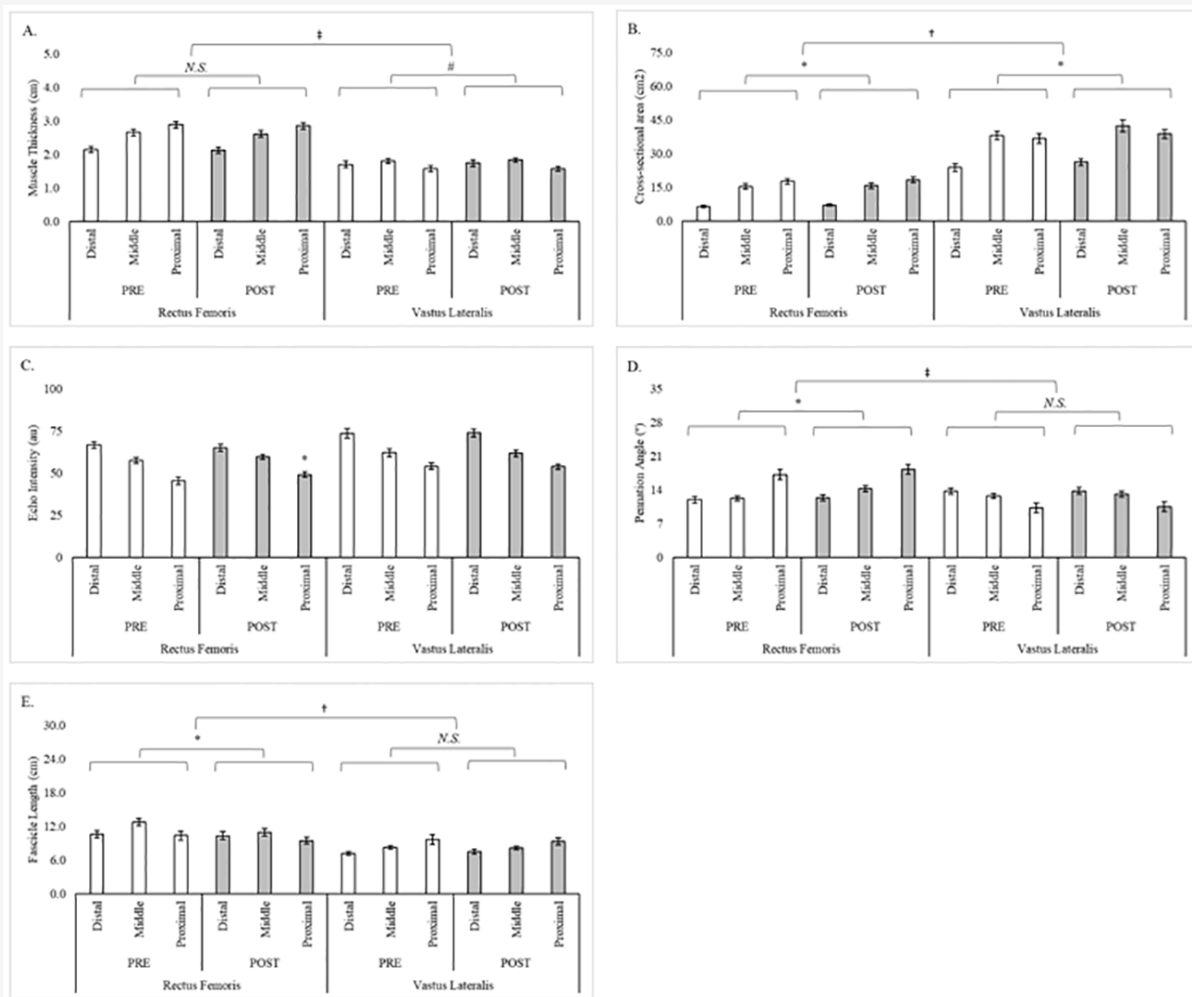 A.
‡
N.S.
#
Muscle Thickness (cm)
5.0
4.0
3.0
2.0
1.0
0.0
Distal
Middle
Proximal
Distal
Middle
Proximal
Distal
Middle
Proximal
Distal
Middle
Proximal
PRE
POST
PRE
POST
Rectus Femoris
Vastus Lateralis
B.
†
*
*
Cross-sectional area (cm2)
75.0
60.0
45.0
30.0
15.0
0.0
Distal
Middle
Proximal
Distal
Middle
Proximal
Distal
Middle
Proximal
Distal
Middle
Proximal
PRE
POST
PRE
POST
Rectus Femoris
Vastus Lateralis
C.
*
Echo Intensity (au)
100
75
50
25
0
Distal
Middle
Proximal
Distal
Middle
Proximal
Distal
Middle
Proximal
Distal
Middle
Proximal
PRE
POST
PRE
POST
Rectus Femoris
Vastus Lateralis
D.
‡
*
N.S.
Pennation Angle (°)
35
28
21
14
7
0
Distal
Middle
Proximal
Distal
Middle
Proximal
Distal
Middle
Proximal
Distal
Middle
Proximal
PRE
POST
PRE
POST
Rectus Femoris
Vastus Lateralis
E.
†
*
N.S.
Fascicle Length (cm)
30.0
24.0
18.0
12.0
6.0
0.0
Distal
Middle
Proximal
Distal
Middle
Proximal
Distal
Middle
Proximal
Distal
Middle
Proximal
PRE
POST
PRE
POST
Rectus Femoris
Vastus Lateralis